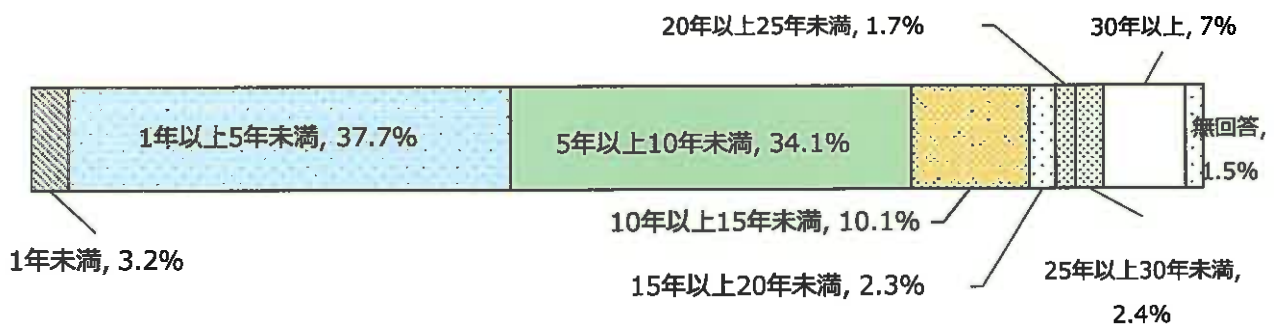 20年以上25年未満, 1.7%
30年以上, 7%
1年以上5年未満, 37.7%
5年以上10年未満, 34.1%
無回答,
1.5%
10年以上15年未満, 10.1%
1年未満, 3.2%
15年以上20年未満, 2.3%
25年以上30年未満,
2.4%